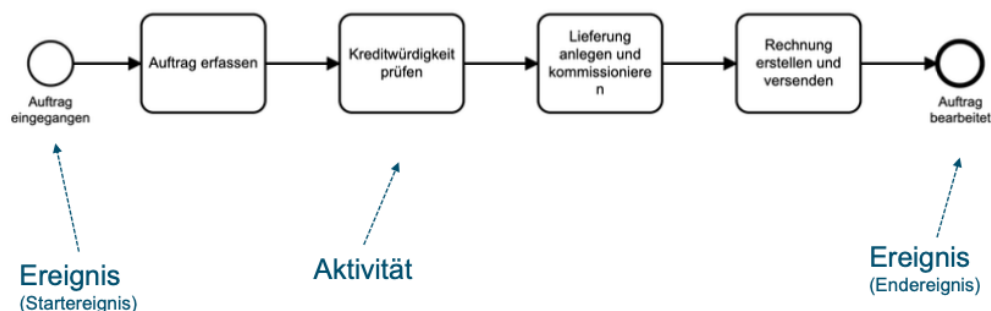 Auftrag
eingegangen
Auftrag erfassen
Kreditwürdigkeit
prüfen
Lieferung
anlegen und
kommissioniere
n
Rechnung
erstellen und
versenden
Auftrag
bearbeitet
Ereignis
(Startereignis)
Aktivität
Ereignis
(Endereignis)